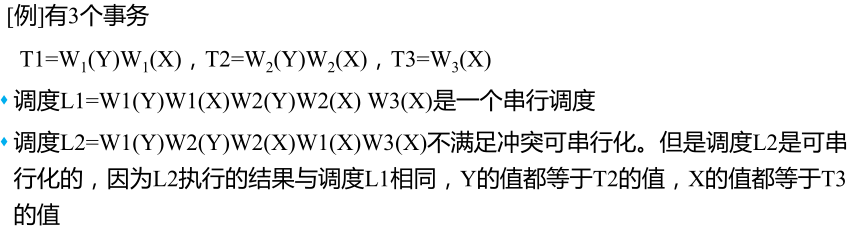 [例]有3个事务
T1=W₁(Y)W₁(X)，T2=W₂(Y)W₂(X)，T3=W₃(X)
♦ 调度L1=W1(Y)W1(X)W2(Y)W2(X) W3(X)是一个串行调度
♦ 调度L2=W1(Y)W2(Y)W2(X)W1(X)W3(X)不满足冲突可串行化。但是调度L2是可串
行化的，因为L2执行的结果与调度L1相同，Y的值都等于T2的值，X的值都等于T3
的值